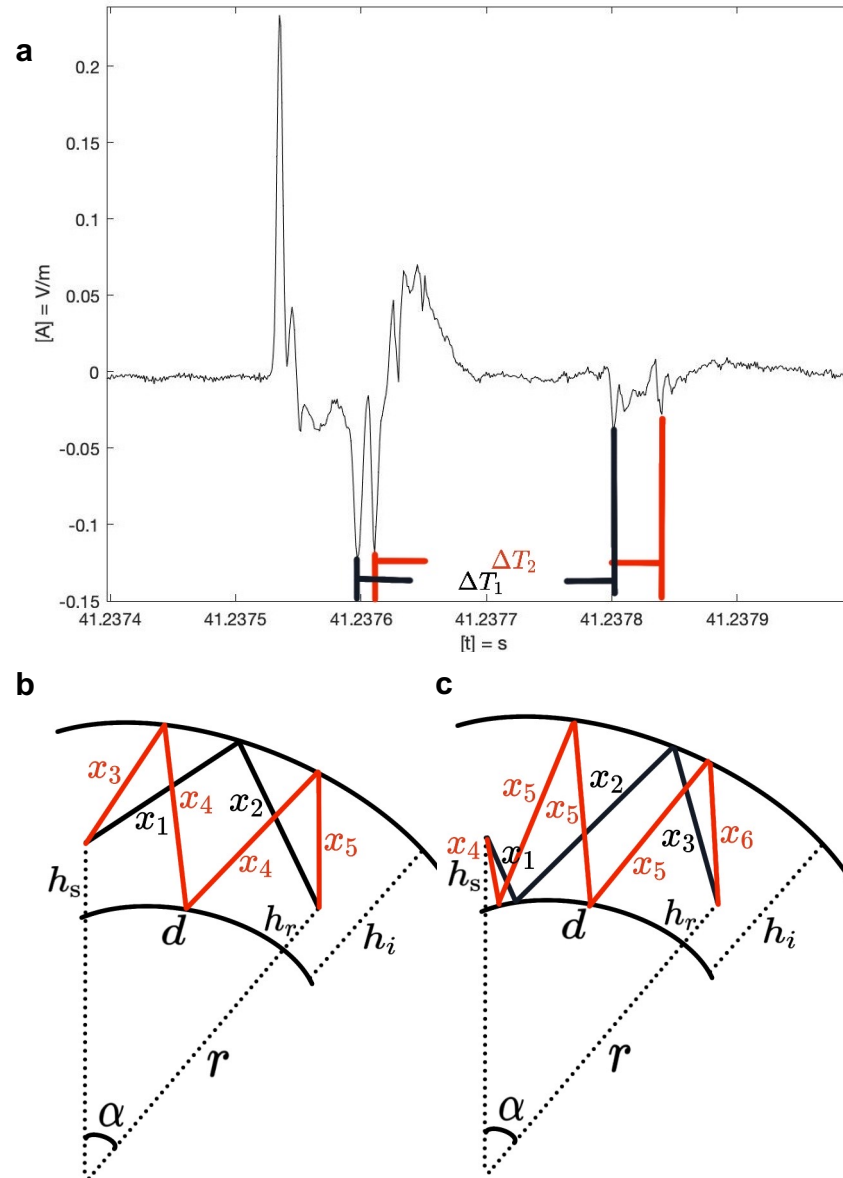 a
[A] = V/m
0.2
0.15
0.1
0.05
0
-0.05
-0.1
-0.15
ΔT₂
ΔT₁
41.2374
41.2375
41.2376
41.2377
41.2378
41.2379
[t] = s
b
x₃
x₁
x₄
x₂
x₄
x₅
hₛ
d
hᵣ
hᵢ
r
α
c
x₅
x₂
x₅
x₄
x₁
x₃
x₆
x₅
hₛ
d
hᵣ
hᵢ
r
α